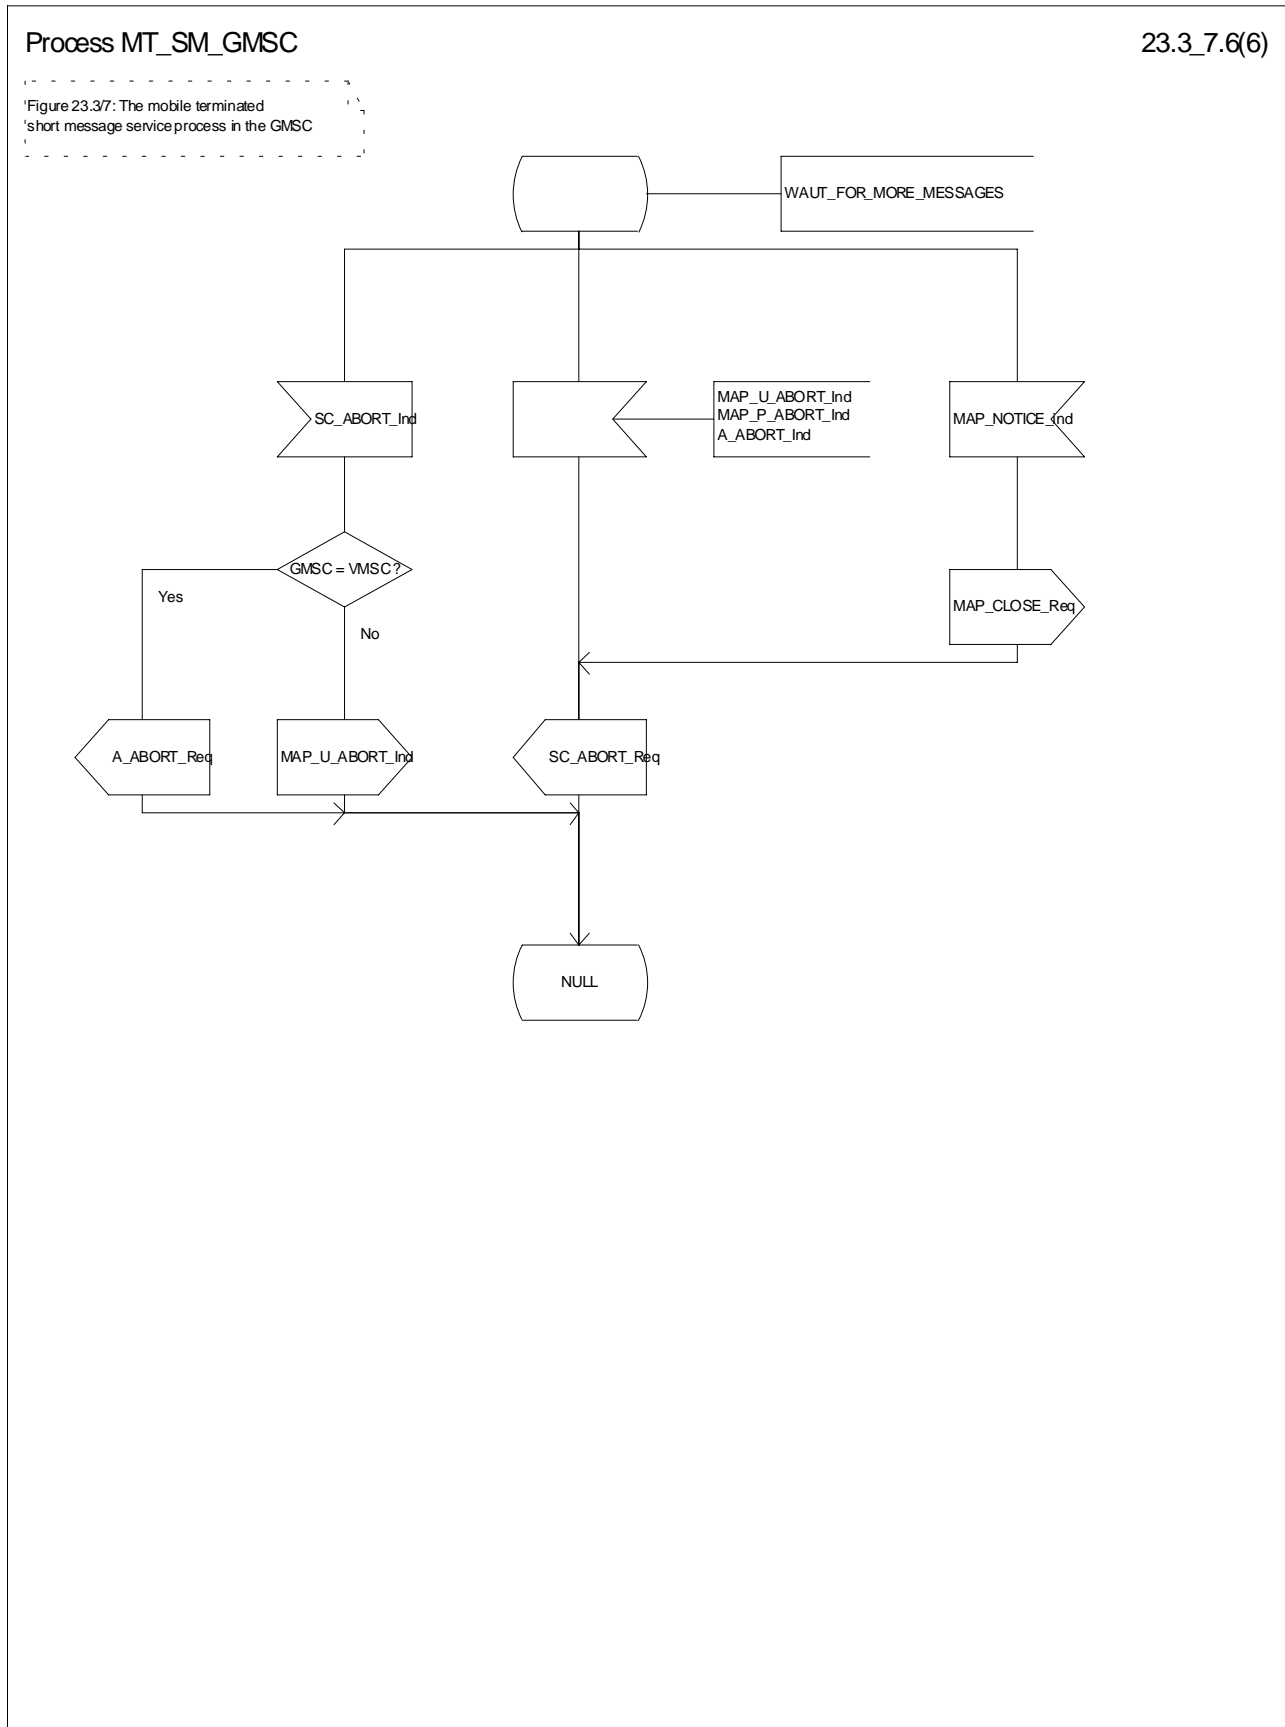 Process MT_SM_GMSC
23.3_7.6(6)
Figure 23.3/7: The mobile terminated
short message service process in the GMSC
WAUT_FOR_MORE_MESSAGES
SC_ABORT_Ind
MAP_U_ABORT_Ind
MAP_P_ABORT_Ind
A_ABORT_Ind
MAP_NOTICE_Ind
GMSC = VMSC?
Yes
No
MAP_CLOSE_Req
A_ABORT_Req
MAP_U_ABORT_Ind
SC_ABORT_Req
NULL